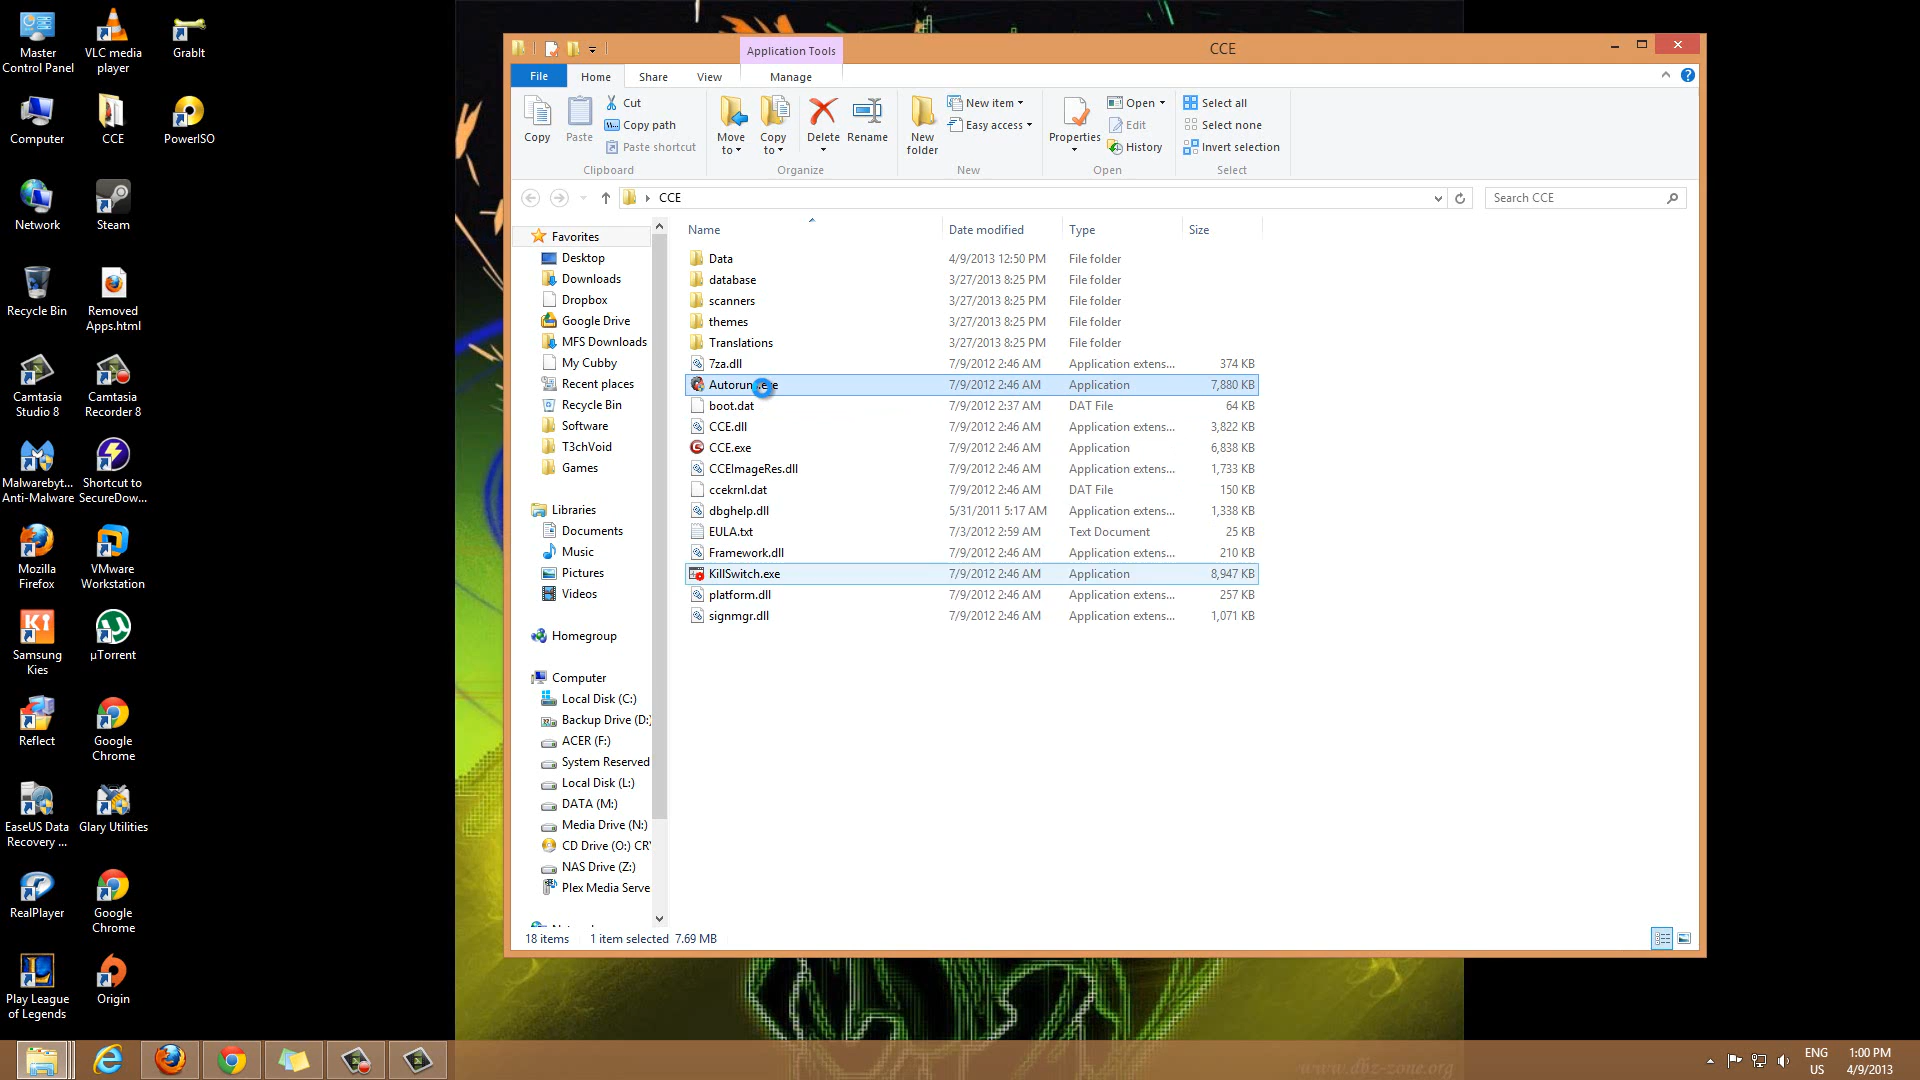 Master
Control Panel
VLC media
player
GrabIt
Computer
CCE
PowerISO
Network
Steam
Recycle Bin
Removed
Apps.html
Camtasia
Studio 8
Camtasia
Recorder 8
Malwarebyt...
Anti-Malware
Shortcut to
SecureDow...
Mozilla
Firefox
VMware
Workstation
Samsung
Kies
µTorrent
Reflect
Google
Chrome
EaseUS Data
Recovery ...
Glary Utilities
RealPlayer
Google
Chrome
Play League
of Legends
Origin
Application Tools
CCE
File
Home
Share
View
Manage
Copy
Paste
Cut
Copy path
Paste shortcut
Clipboard
Move
to
Copy
to
Delete
Rename
Organize
New
folder
New item
Easy access
New
Properties
Open
Edit
History
Open
Select all
Select none
Invert selection
Select
CCE
Search CCE
Favorites
Desktop
Downloads
Dropbox
Google Drive
MFS Downloads
My Cubby
Recent places
Recycle Bin
Software
T3chVoid
Games
Libraries
Documents
Music
Pictures
Videos
Homegroup
Computer
Local Disk (C:)
Backup Drive (D:)
ACER (F:)
System Reserved
Local Disk (L:)
DATA (M:)
Media Drive (N:)
CD Drive (O:) CR
NAS Drive (Z:)
Plex Media Serve
Name Date modified Type Size
Data 4/9/2013 12:50 PM File folder
database 3/27/2013 8:25 PM File folder
scanners 3/27/2013 8:25 PM File folder
themes 3/27/2013 8:25 PM File folder
Translations 3/27/2013 8:25 PM File folder
7za.dll 7/9/2012 2:46 AM Application extens... 374 KB
7/9/2012 2:46 AM Application 7,880 KB
boot.dat 7/9/2012 2:37 AM DAT File 64 KB
CCE.dll 7/9/2012 2:46 AM Application extens... 3,822 KB
CCE.exe 7/9/2012 2:46 AM Application 6,838 KB
CCEImageRes.dll 7/9/2012 2:46 AM Application extens... 1,733 KB
ccekrnl.dat 7/9/2012 2:46 AM DAT File 150 KB
dbghelp.dll 5/31/2011 5:17 AM Application extens... 1,338 KB
EULA.txt 7/3/2012 2:59 AM Text Document 25 KB
Framework.dll 7/9/2012 2:46 AM Application extens... 210 KB
KillSwitch.exe 7/9/2012 2:46 AM Application 8,947 KB
platform.dll 7/9/2012 2:46 AM Application extens... 257 KB
signmgr.dll 7/9/2012 2:46 AM Application extens... 1,071 KB
18 items 1 item selected 7.69 MB
www.dbz-zone.org
ENG
US
1:00 PM
4/9/2013